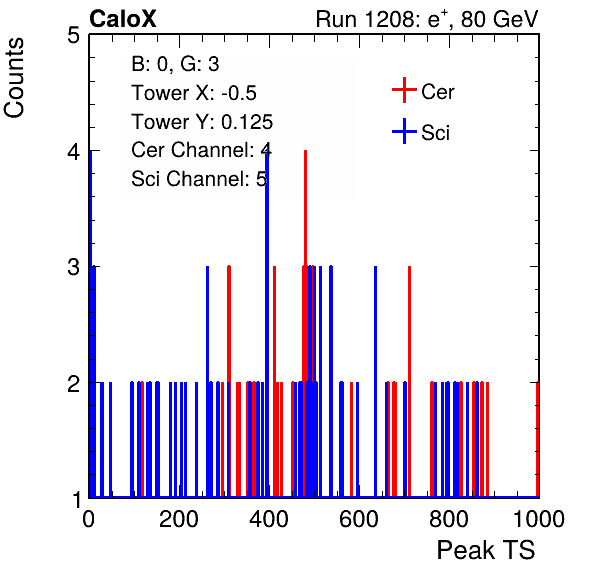 CaloX Run 1208: e+, 80 GeV
Counts
B: 0, G: 3
Tower X: -0.5
Tower Y: 0.125
Cer Channel: 4
Sci Channel: 5
Cer
Sci
5
4
3
2
1
0 200 400 600 800 1000
Peak TS